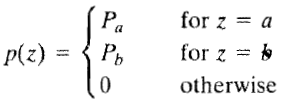 P_a for z = a
p(z) = { P_b for z = b
0 otherwise